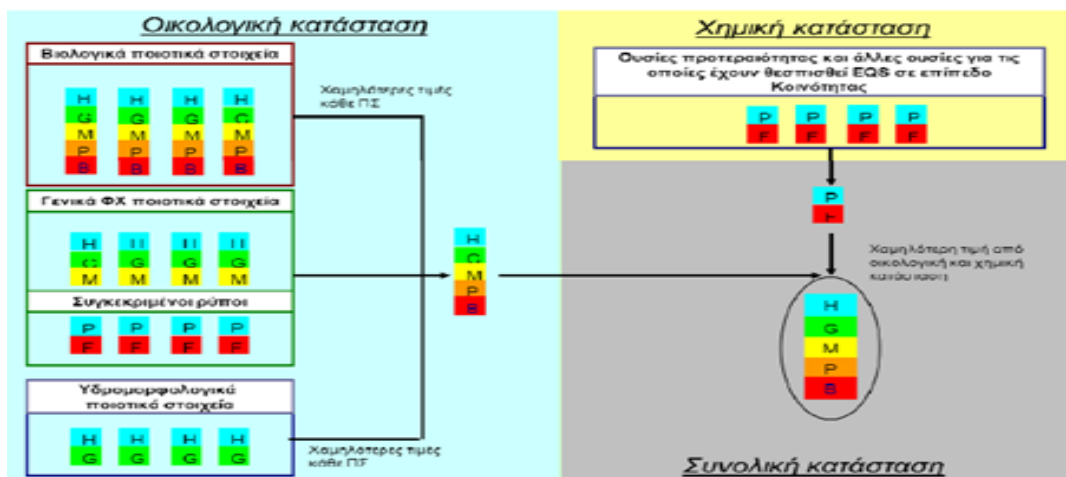 Οικολογική κατάσταση
Βιολογικά ποιοτικά στοιχεία
H H H H
G G G C
M M M M
P P P P
B B B B
Χαμηλότερες τιμές
κάθε ΠΣ
Γενικά ΦΧ ποιοτικά στοιχεία
H
G G G
M M M M
Συγκεκριμένοι ρύποι
P P P P
F F F F
Υδρομορφολογικά
ποιοτικά στοιχεία
H H H H
G G G G
Χαμηλότερες τιμές
κάθε ΠΣ
H
C
M
P
B
Χημική κατάσταση
Ουσίες προτεραιότητας και άλλες ουσίες για τις
οποίες έχουν θεσπισθεί EQS σε επίπεδο
Κοινότητας
P P P P
F F F F
P
Χαμηλότερη τιμή από
οικολογική και χημική
κατάσταση
H
G
M
P
B
Συνολική κατάσταση